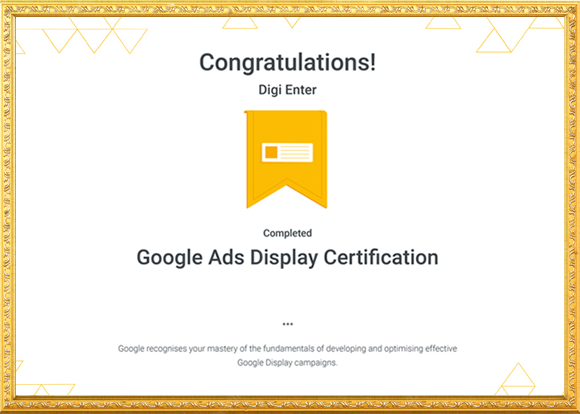 Congratulations!
Digi Enter
Completed
Google Ads Display Certification
...
Google recognises your mastery of the fundamentals of developing and optimising effective
Google Display campaigns.